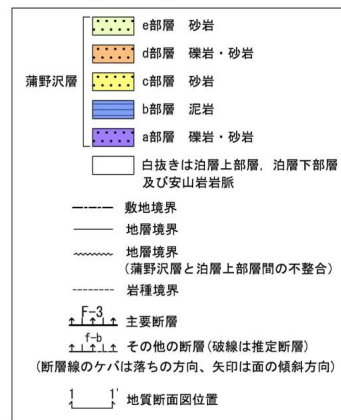 e部層 砂岩
d部層 礫岩・砂岩
蒲野沢層
c部層 砂岩
b部層 泥岩
a部層 礫岩・砂岩
白抜きは泊層上部層，泊層下部層
及び安山岩岩脈
敷地境界
地層境界
地層境界
(蒲野沢層と泊層上部層間の不整合)
岩種境界
F-3
主要断層
f-b
その他の断層(破線は推定断層)
(断層線のケバは落ちの方向、矢印は面の傾斜方向)
1 1'
地質断面図位置